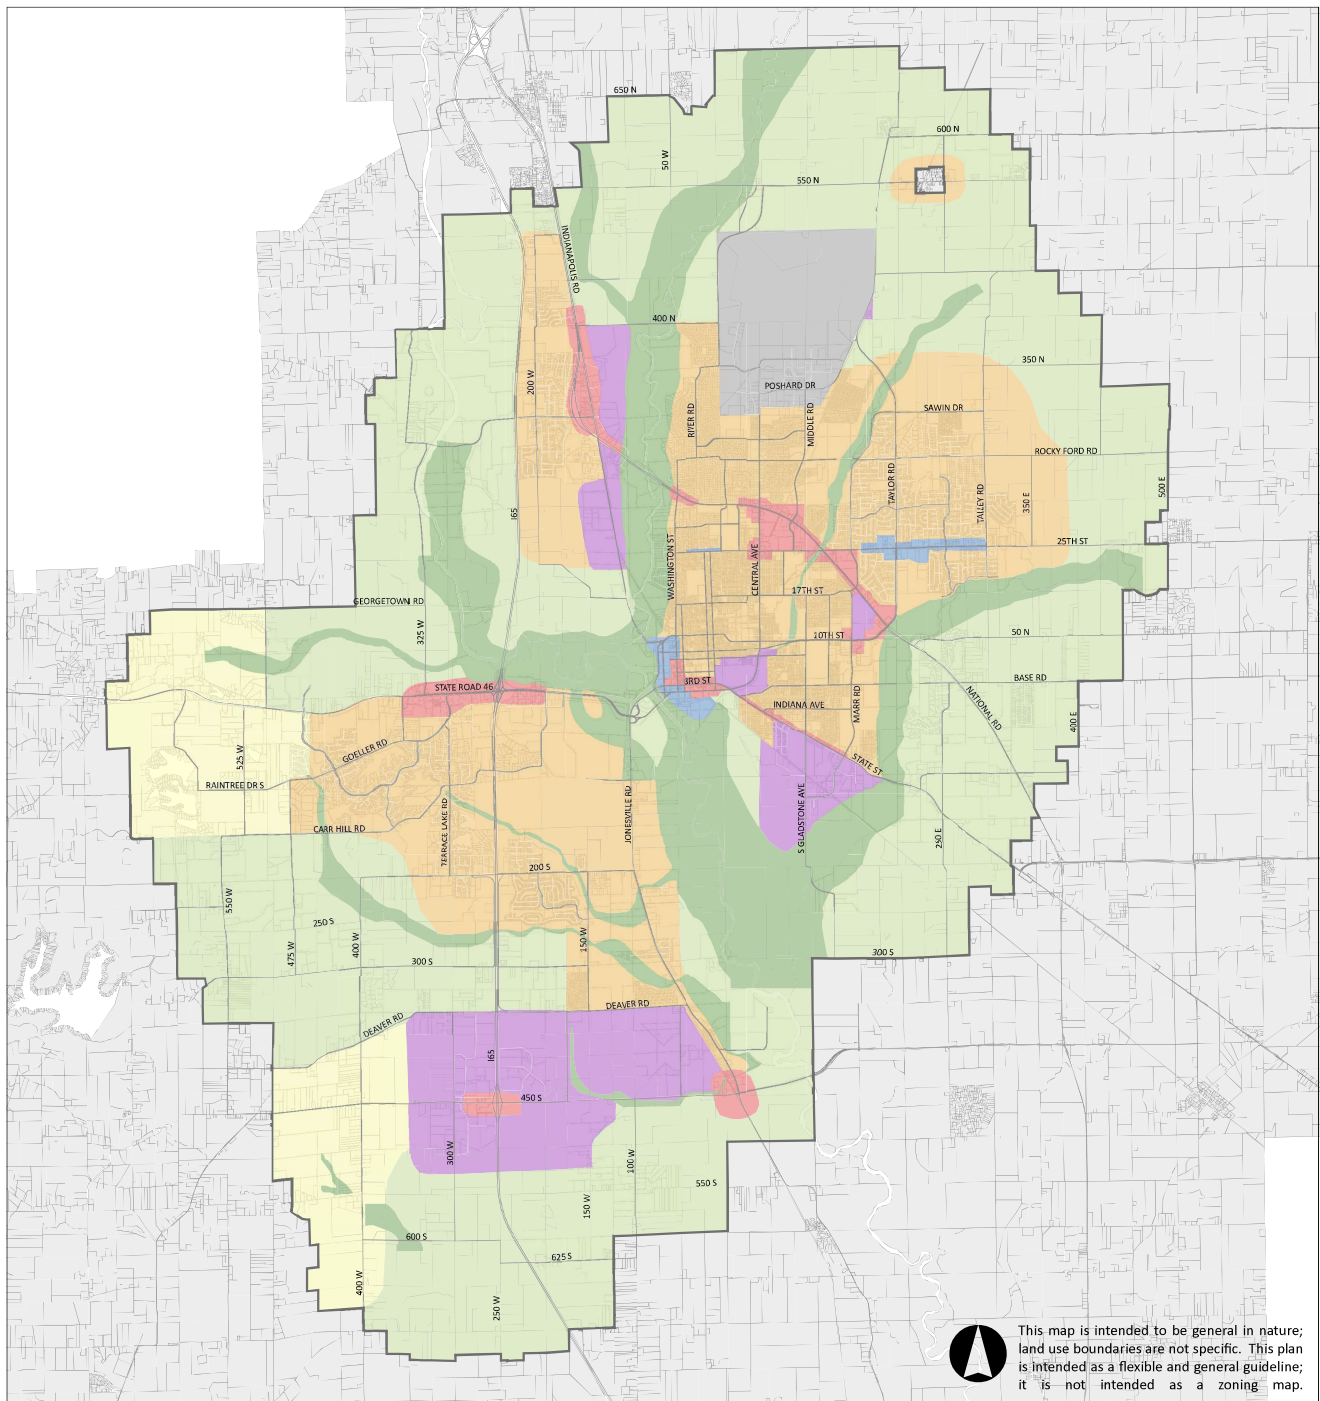 650 N
600 N
50 W
550 N
INDIANAPOLIS RD
400 N
350 N
200 W
POSHARD DR
RIVER RD
MIDDLE RD
SAWIN DR
ROCKY FORD RD
TAYLOR RD
TALLEY RD
350 E
500 E
I65
25TH ST
WASHINGTON ST
CENTRAL AVE
17TH ST
GEORGETOWN RD
325 W
10TH ST
50 N
3RD ST
BASE RD
STATE ROAD 46
INDIANA AVE
MARR RD
NATIONAL RD
400 E
GOELLER RD
525 W
STATE ST
RAINTREE DR S
JONESVILLE RD
S GLADSTONE AVE
CARR HILL RD
TERRACE LAKE RD
250 E
200 S
550 W
250 S
475 W
400 W
150 W
300 S
300 S
DEAVER RD
DEAVER RD
I65
450 S
300 W
100 W
550 S
150 W
600 S
625 S
400 W
250 W
This map is intended to be general in nature;
land use boundaries are not specific. This plan
is intended as a flexible and general guideline;
it is not intended as a zoning map.